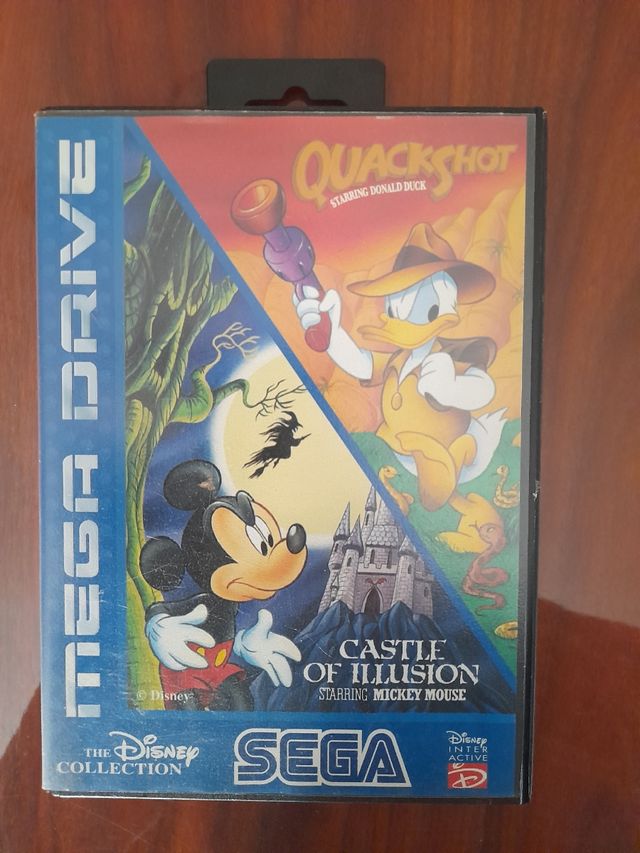 MEGA DRIVE
QUACKSHOT
STARRING DONALD DUCK
CASTLE
OF ILLUSION
STARRING MICKEY MOUSE
© Disney
THE Disney
COLLECTION
SEGA
Disney
INTER
ACTIVE
D